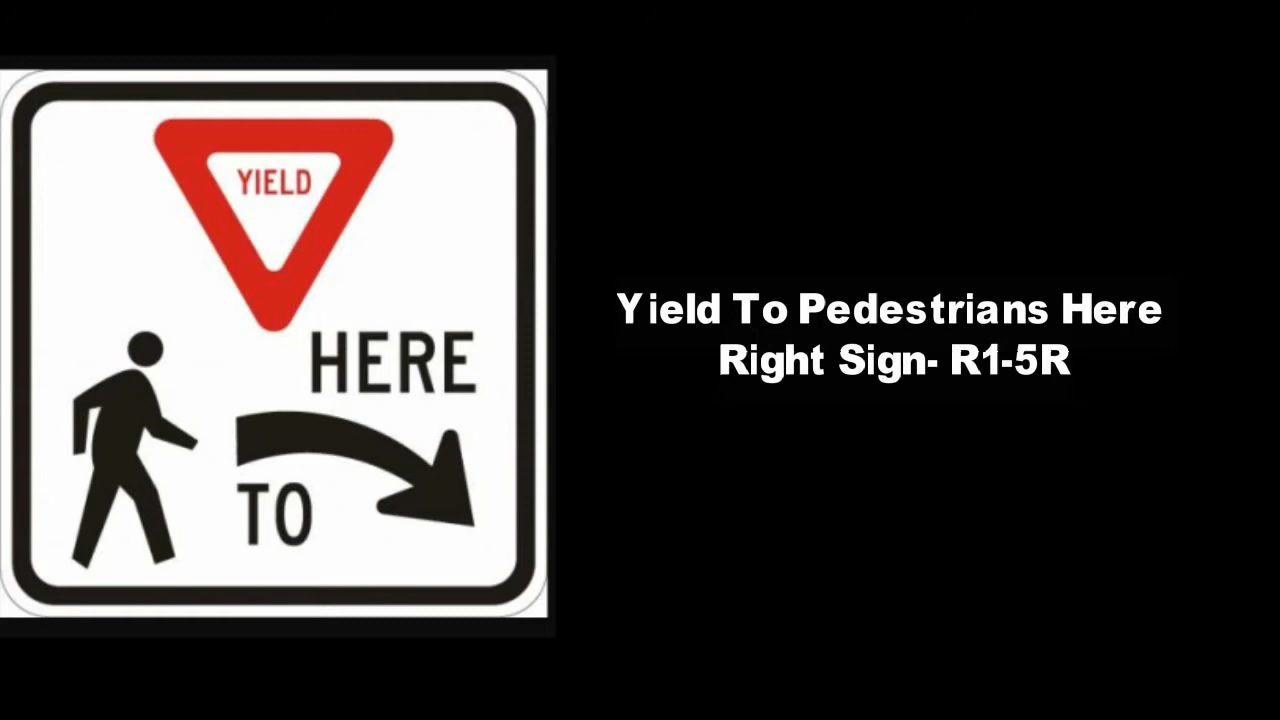 YIELD
HERE
TO
Yield To Pedestrians Here
Right Sign- R1-5R